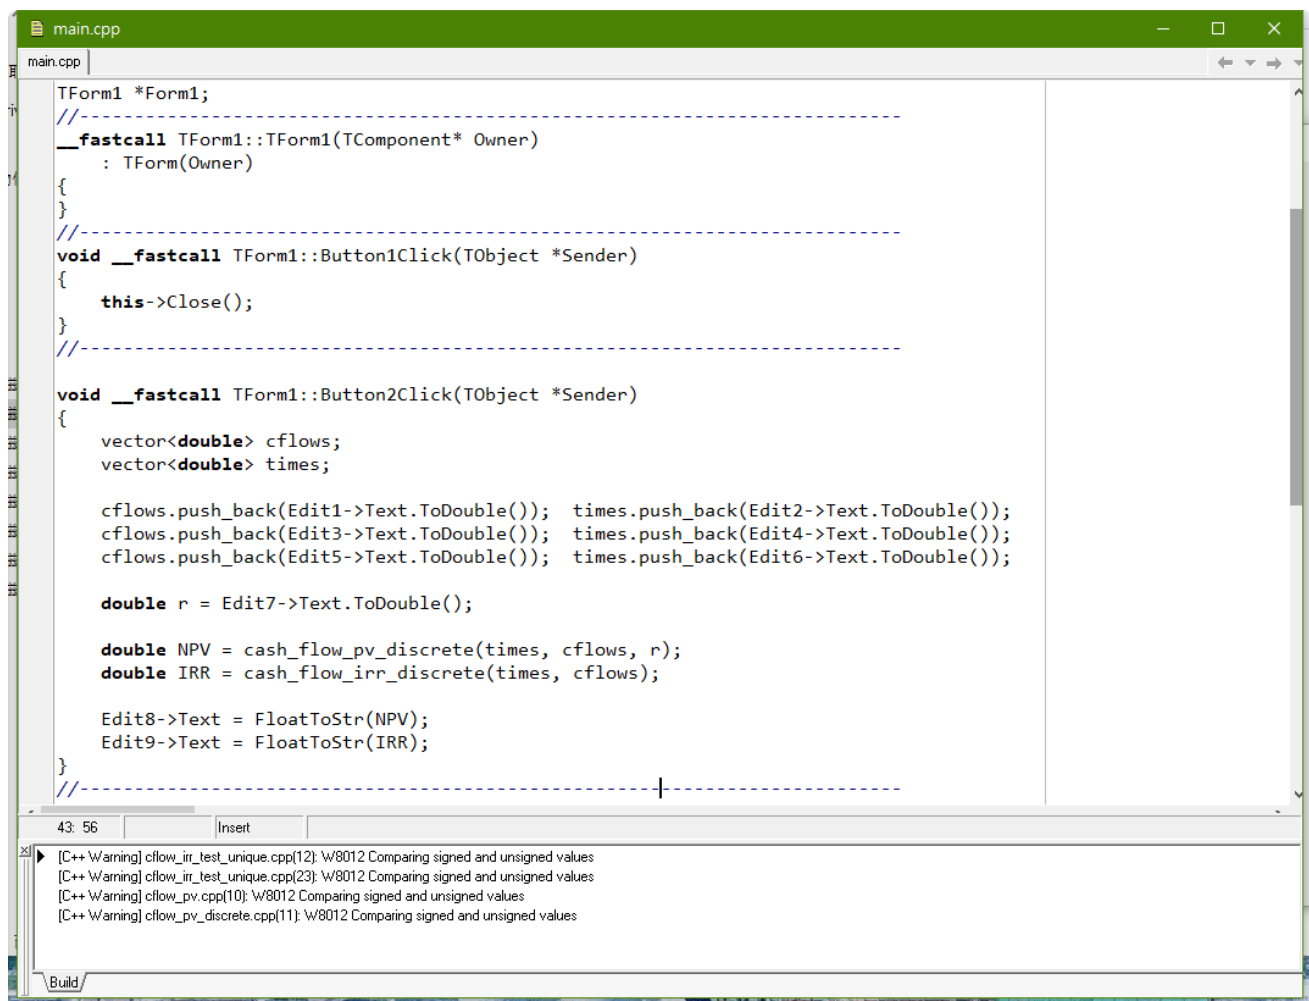 main.cpp
main.cpp
TForm1 *Form1;
//---------------------------------------------------------------------------
__fastcall TForm1::TForm1(TComponent* Owner)
    : TForm(Owner)
{
}
//---------------------------------------------------------------------------
void __fastcall TForm1::Button1Click(TObject *Sender)
{
    this->Close();
}
//---------------------------------------------------------------------------
void __fastcall TForm1::Button2Click(TObject *Sender)
{
    vector<double> cflows;
    vector<double> times;
    cflows.push_back(Edit1->Text.ToDouble());  times.push_back(Edit2->Text.ToDouble());
    cflows.push_back(Edit3->Text.ToDouble());  times.push_back(Edit4->Text.ToDouble());
    cflows.push_back(Edit5->Text.ToDouble());  times.push_back(Edit6->Text.ToDouble());
    double r = Edit7->Text.ToDouble();
    double NPV = cash_flow_pv_discrete(times, cflows, r);
    double IRR = cash_flow_irr_discrete(times, cflows);
    Edit8->Text = FloatToStr(NPV);
    Edit9->Text = FloatToStr(IRR);
}
//---------------------------------------------------------------------------
43: 56 Insert
[C++ Warning] cflow_irr_test_unique.cpp(12): W8012 Comparing signed and unsigned values
[C++ Warning] cflow_irr_test_unique.cpp(23): W8012 Comparing signed and unsigned values
[C++ Warning] cflow_pv.cpp(10): W8012 Comparing signed and unsigned values
[C++ Warning] cflow_pv_discrete.cpp(11): W8012 Comparing signed and unsigned values
Build